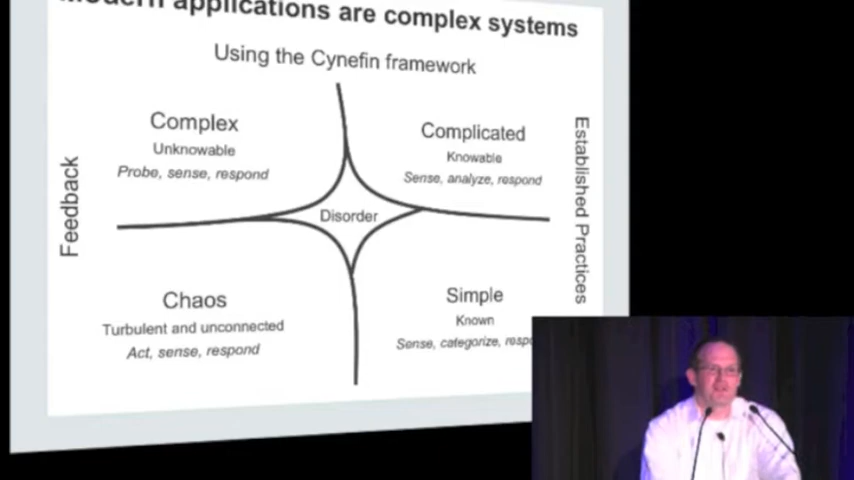 applications are complex systems
Using the Cynefin framework
Complex
Unknowable
Probe, sense, respond
Complicated
Knowable
Sense, analyze, respond
Feedback
Disorder
Established Practices
Chaos
Turbulent and unconnected
Act, sense, respond
Simple
Known
Sense, categorize,